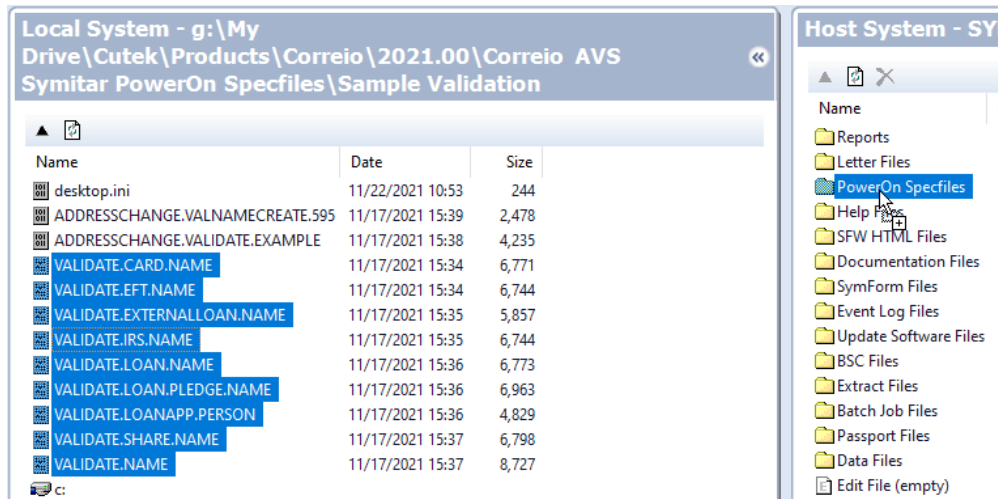 Local System - g:\My
Drive\Cutek\Products\Correio\2021.00\Correio AVS
Symitar PowerOn Specfiles\Sample Validation
Name Date Size
desktop.ini 11/22/2021 10:53 244
ADDRESSCHANGE.VALNAMECREATE.595 11/17/2021 15:39 2,478
ADDRESSCHANGE.VALIDATE.EXAMPLE 11/17/2021 15:38 4,235
VALIDATE.CARD.NAME 11/17/2021 15:34 6,771
VALIDATE.EFT.NAME 11/17/2021 15:34 6,744
VALIDATE.EXTERNALLOAN.NAME 11/17/2021 15:35 5,857
VALIDATE.IRS.NAME 11/17/2021 15:35 6,744
VALIDATE.LOAN.NAME 11/17/2021 15:36 6,773
VALIDATE.LOAN.PLEDGE.NAME 11/17/2021 15:36 6,963
VALIDATE.LOANAPP.PERSON 11/17/2021 15:36 4,829
VALIDATE.SHARE.NAME 11/17/2021 15:37 6,798
VALIDATE.NAME 11/17/2021 15:37 8,727
c:
Host System - SY
Name
Reports
Letter Files
PowerOn Specfiles
Help Files
SFW HTML Files
Documentation Files
SymForm Files
Event Log Files
Update Software Files
BSC Files
Extract Files
Batch Job Files
Passport Files
Data Files
Edit File (empty)